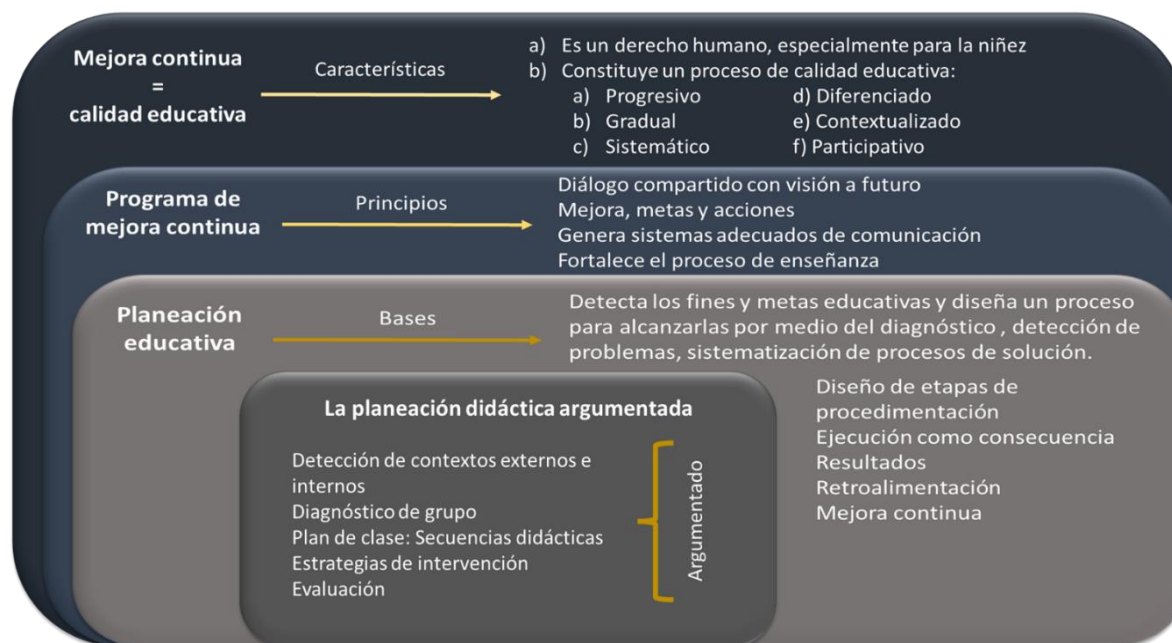 Mejora continua
=
calidad educativa
Características
a) Es un derecho humano, especialmente para la niñez
b) Constituye un proceso de calidad educativa:
a) Progresivo
b) Gradual
c) Sistemático
d) Diferenciado
e) Contextualizado
f) Participativo
Programa de
mejora continua
Principios
Diálogo compartido con visión a futuro
Mejora, metas y acciones
Genera sistemas adecuados de comunicación
Fortalece el proceso de enseñanza
Planeación
educativa
Bases
Detecta los fines y metas educativas y diseña un proceso
para alcanzarlas por medio del diagnóstico , detección de
problemas, sistematización de procesos de solución.
Diseño de etapas de
procedimentación
Ejecución como consecuencia
Resultados
Retroalimentación
Mejora continua
La planeación didáctica argumentada
Detección de contextos externos e
internos
Diagnóstico de grupo
Plan de clase: Secuencias didácticas
Estrategias de intervención
Evaluación
Argumentado